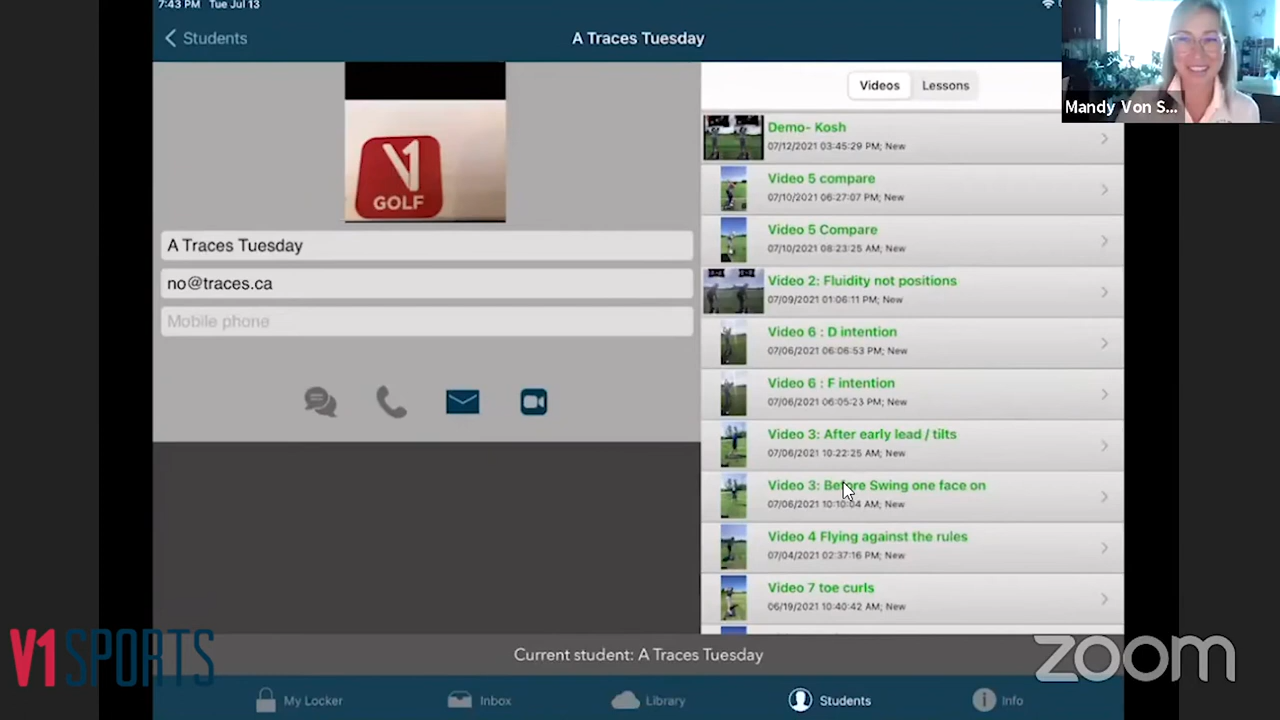 7:43 PM Tue Jul 13
Students
A Traces Tuesday
Mandy Von S...
V1
GOLF
A Traces Tuesday
no@traces.ca
Mobile phone
Videos
Lessons
Demo- Kosh
07/12/2021 03:45:29 PM; New
Video 5 compare
07/10/2021 06:27:07 PM; New
Video 5 Compare
07/10/2021 08:23:25 AM; New
Video 2: Fluidity not positions
07/09/2021 01:06:11 PM; New
Video 6 : D intention
07/06/2021 06:06:53 PM; New
Video 6 : F intention
07/06/2021 06:05:23 PM; New
Video 3: After early lead / tilts
07/06/2021 10:22:25 AM; New
Video 3: Before Swing one face on
07/06/2021 10:10:04 AM; New
Video 4 Flying against the rules
07/04/2021 02:37:16 PM; New
Video 7 toe curls
06/19/2021 10:40:42 AM; New
V1 SPORTS
Current student: A Traces Tuesday
zoom
My Locker
Inbox
Library
Students
Info